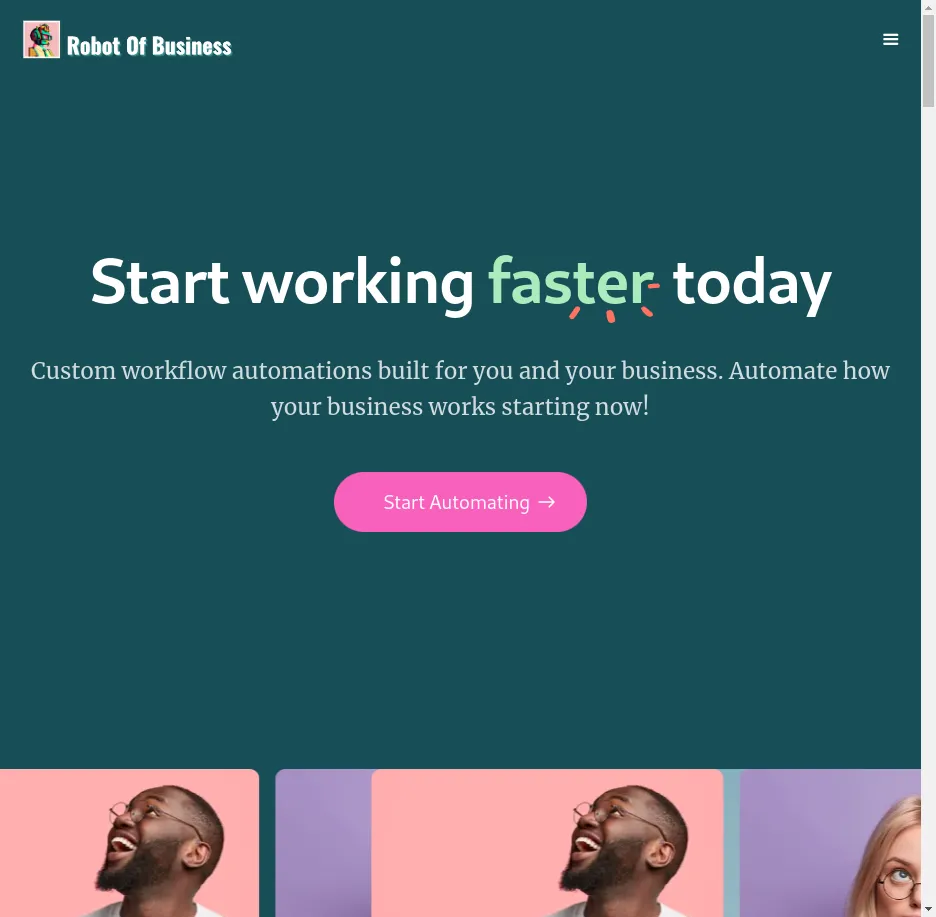 Robot Of Business
Start working faster today
Custom workflow automations built for you and your business. Automate how
your business works starting now!
Start Automating →